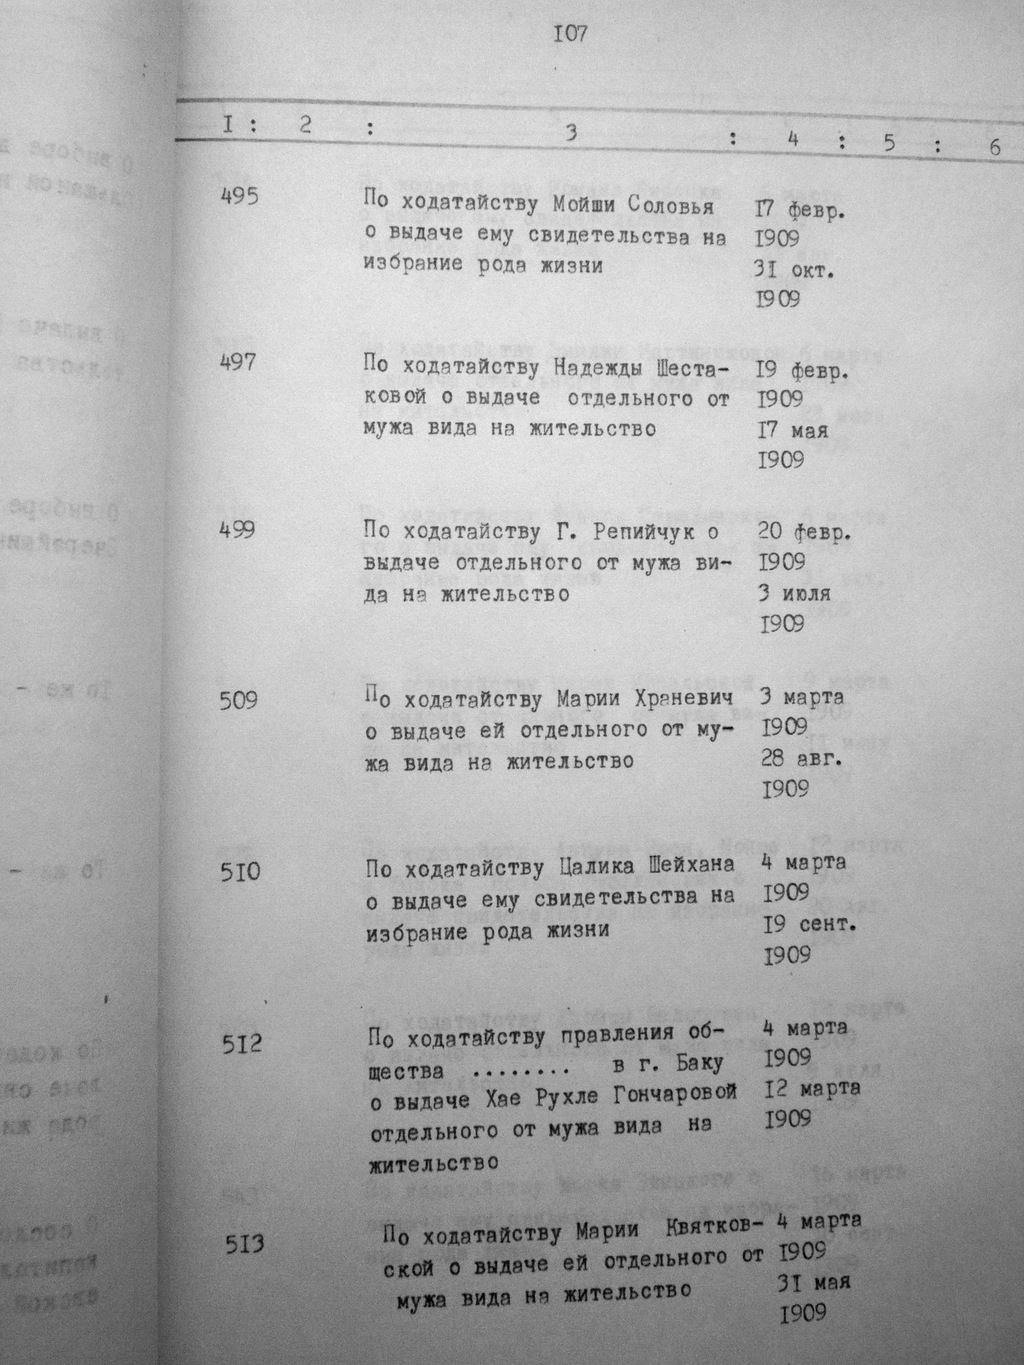 107
I : 2 : 3 : 4 : 5 : 6
495 По ходатайству Мойши Соловья 17 февр.
о выдаче ему свидетельства на 1909
избрание рода жизни 31 окт.
1909
497 По ходатайству Надежды Шеста- 19 февр.
ковой о выдаче отдельного от 1909
мужа вида на жительство 17 мая
1909
499 По ходатайству Г. Репийчук о 20 февр.
выдаче отдельного от мужа ви- 1909
да на жительство 3 июля
1909
509 По ходатайству Марии Храневич 3 марта
о выдаче ей отдельного от му- 1909
жа вида на жительство 28 авг.
1909
510 По ходатайству Цалика Шейхана 4 марта
о выдаче ему свидетельства на 1909
избрание рода жизни 19 сент.
1909
512 По ходатайству правления об- 4 марта
щества ........ в г. Баку 1909
о выдаче Хае Рухле Гончаровой 12 марта
отдельного от мужа вида на 1909
жительство
513 По ходатайству Марии Квятков- 4 марта
ской о выдаче ей отдельного от 1909
мужа вида на жительство 31 мая
1909